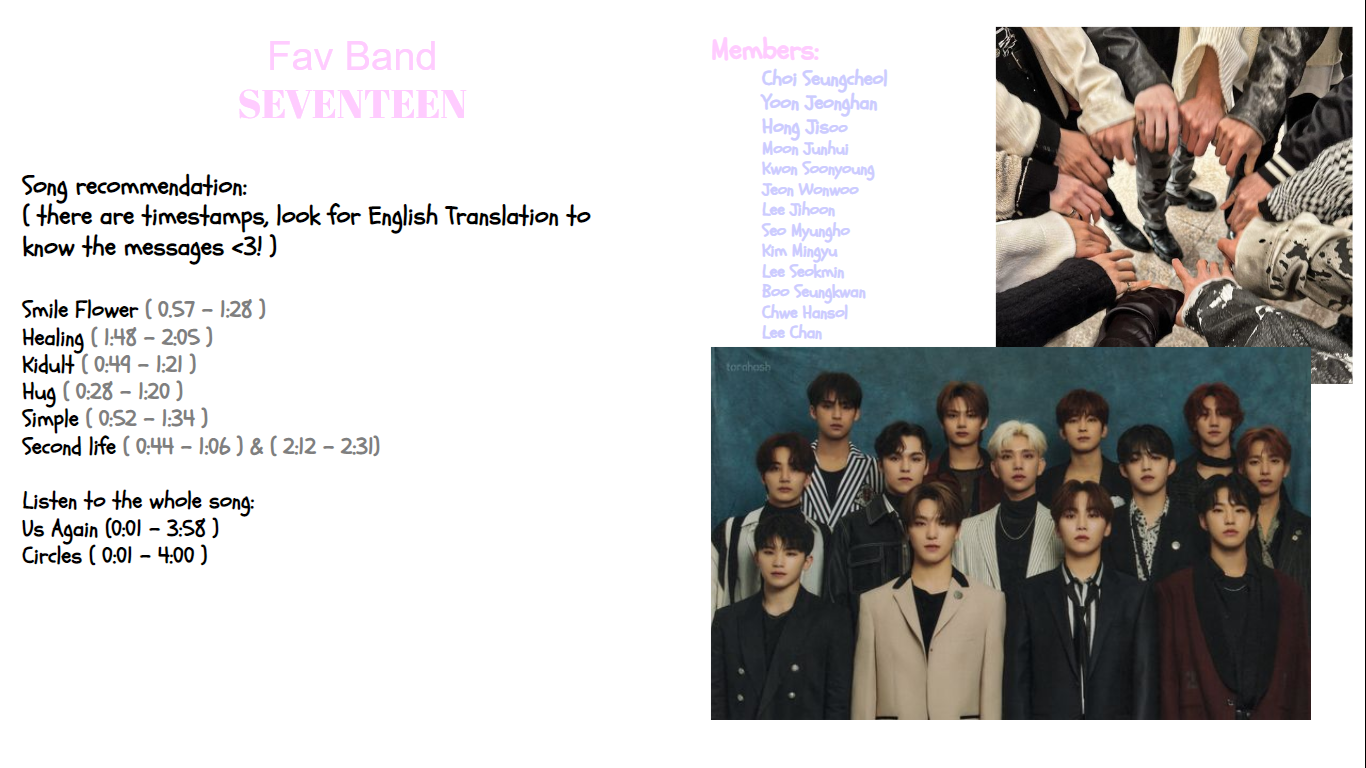 Fav Band
SEVENTEEN
Song recommendation:
( there are timestamps, look for English Translation to
know the messages <3! )
Smile Flower ( 0:57 - 1:28 )
Healing ( 1:48 - 2:05 )
Kidult ( 0:49 - 1:21 )
Hug ( 0:28 - 1:20 )
Simple ( 0:52 - 1:34 )
Second life ( 0:44 - 1:06 ) & ( 2:12 - 2:31)
Listen to the whole song:
Us Again (0:01 - 3:58 )
Circles ( 0:01 - 4:00 )
Members:
Choi Seungcheol
Yoon Jeonghan
Hong Jisoo
Moon Junhui
Kwon Soonyoung
Jeon Wonwoo
Lee Jihoon
Seo Myungho
Kim Mingyu
Lee Seokmin
Boo Seungkwan
Chwe Hansol
Lee Chan